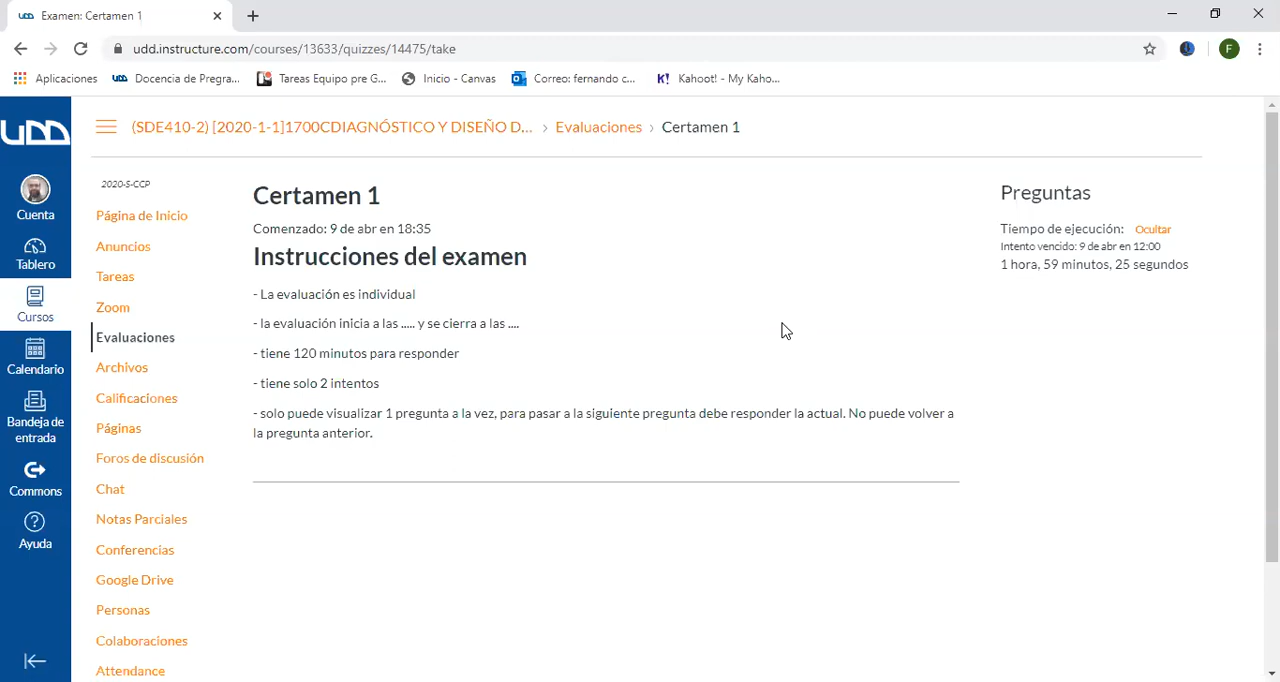 Examen: Certamen 1
udd.instructure.com/courses/13633/quizzes/14475/take
F
Aplicaciones
Docencia de Pregra...
Tareas Equipo pre G...
Inicio - Canvas
Correo: fernando c...
K! Kahoot! - My Kaho...
UDD
Cuenta
Tablero
Cursos
Calendario
Bandeja de
entrada
Commons
Ayuda
(SDE410-2) [2020-1-1]1700CDIAGNÓSTICO Y DISEÑO D... › Evaluaciones › Certamen 1
2020-S-CCP
Página de Inicio
Anuncios
Tareas
Zoom
Evaluaciones
Archivos
Calificaciones
Páginas
Foros de discusión
Chat
Notas Parciales
Conferencias
Google Drive
Personas
Colaboraciones
Attendance
Certamen 1
Comenzado: 9 de abr en 18:35
Instrucciones del examen
- La evaluación es individual
- la evaluación inicia a las ..... y se cierra a las ....
- tiene 120 minutos para responder
- tiene solo 2 intentos
- solo puede visualizar 1 pregunta a la vez, para pasar a la siguiente pregunta debe responder la actual. No puede volver a
la pregunta anterior.
Preguntas
Tiempo de ejecución: Ocultar
Intento vencido: 9 de abr en 12:00
1 hora, 59 minutos, 25 segundos